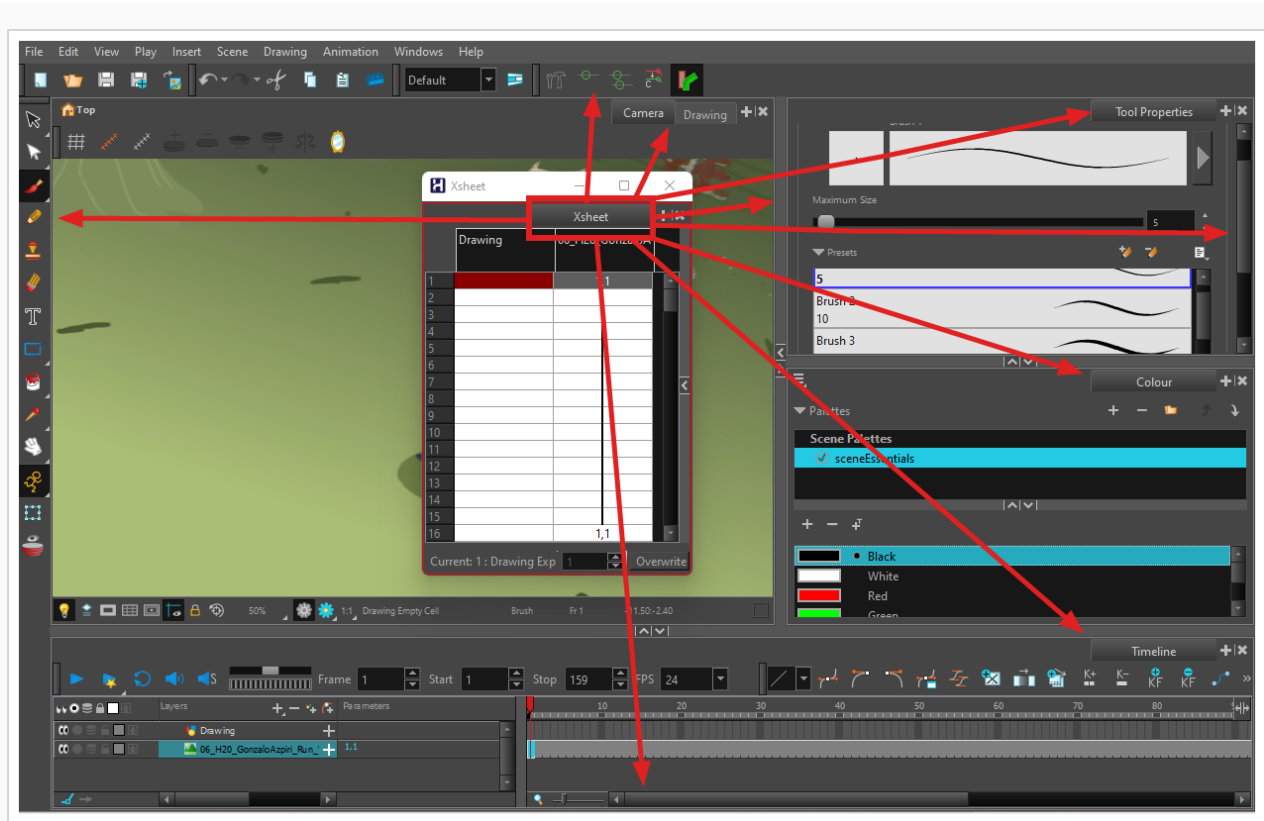 File Edit View Play Insert Scene Drawing Animation Windows Help
Default
Top
Camera Drawing
Tool Properties
Maximum Size
5
Presets
5
Brush 2
10
Brush 3
Xsheet
Xsheet
Drawing
1 1,1
2
3
4
5
6
7
8
9
10
11
12
13
14
15
16 1,1
Current: 1 : Drawing Exp 1 Overwrite
Colour
Palettes
Scene Palettes
sceneEssentials
Black
White
Red
Green
50% 1:1 Drawing Empty Cell Brush Fr 1
Timeline
S Frame 1 Start 1 Stop 159 FPS 24
K+ K- KF KF
Layers Parameters
10 20 30 40 50 60 70 80
Drawing
06_H20_GonzaloAzpiri_Run_ 1,1